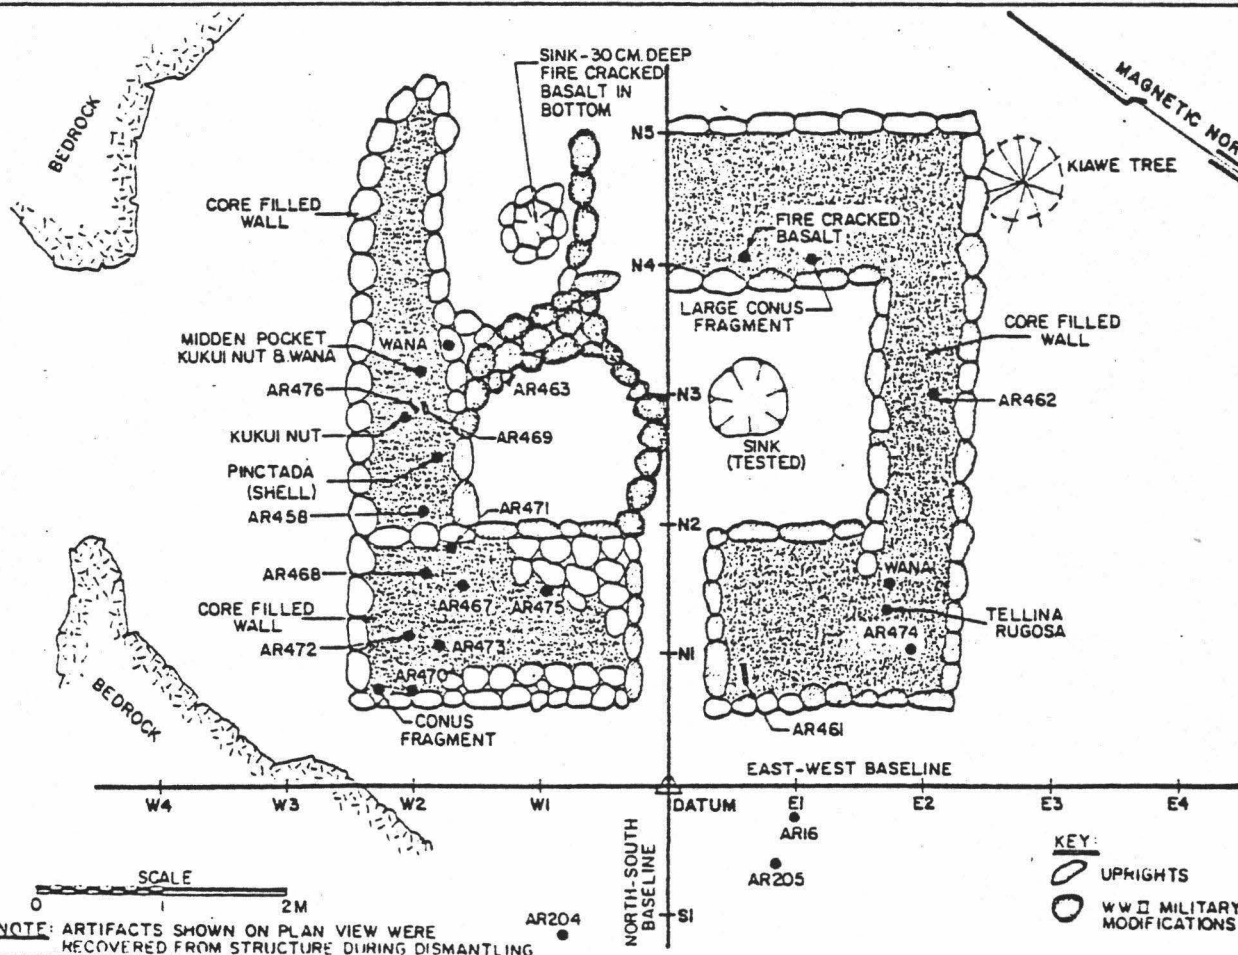 SINK-30 CM. DEEP
FIRE CRACKED
BASALT IN
BOTTOM
MAGNETIC NOR
BEDROCK
N5
KIAWE TREE
CORE FILLED
WALL
FIRE CRACKED
BASALT
N4
LARGE CONUS
FRAGMENT
CORE FILLED
WALL
MIDDEN POCKET
KUKUI NUT & WANA
WANA
AR476
AR463
N3
AR462
KUKUI NUT
AR469
SINK
(TESTED)
PINCTADA
(SHELL)
AR471
AR458
N2
AR468
WANA
AR467
AR475
CORE FILLED
WALL
TELLINA
RUGOSA
AR472
AR473
AR474
N1
AR470
BEDROCK
CONUS
FRAGMENT
AR461
EAST-WEST BASELINE
W4
W3
W2
W1
DATUM
E1
E2
E3
E4
AR16
NORTH-SOUTH
BASELINE
KEY:
SCALE
AR205
UPRIGHTS
0 1 2M
AR204
S1
WW II MILITARY
MODIFICATIONS
NOTE: ARTIFACTS SHOWN ON PLAN VIEW WERE
RECOVERED FROM STRUCTURE DURING DISMANTLING